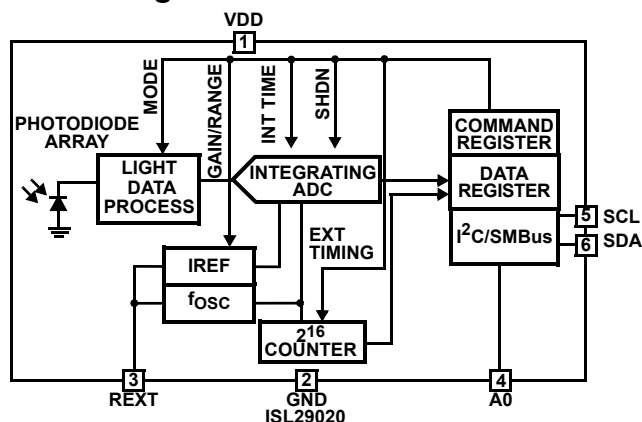 VDD
1
PHOTODIODE
ARRAY
MODE
GAIN/RANGE
INT TIME
SHDN
COMMAND
REGISTER
LIGHT
DATA
PROCESS
INTEGRATING
ADC
DATA
REGISTER
5 SCL
I²C/SMBus
6 SDA
EXT
TIMING
IREF
fOSC
2¹⁶
COUNTER
3
REXT
2
GND
ISL29020
4
A0